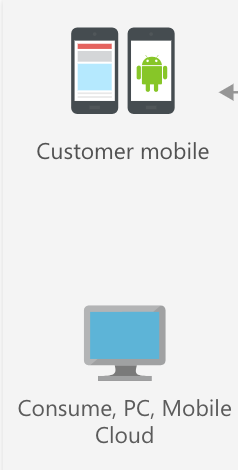 Customer mobile
Consume, PC, Mobile
Cloud